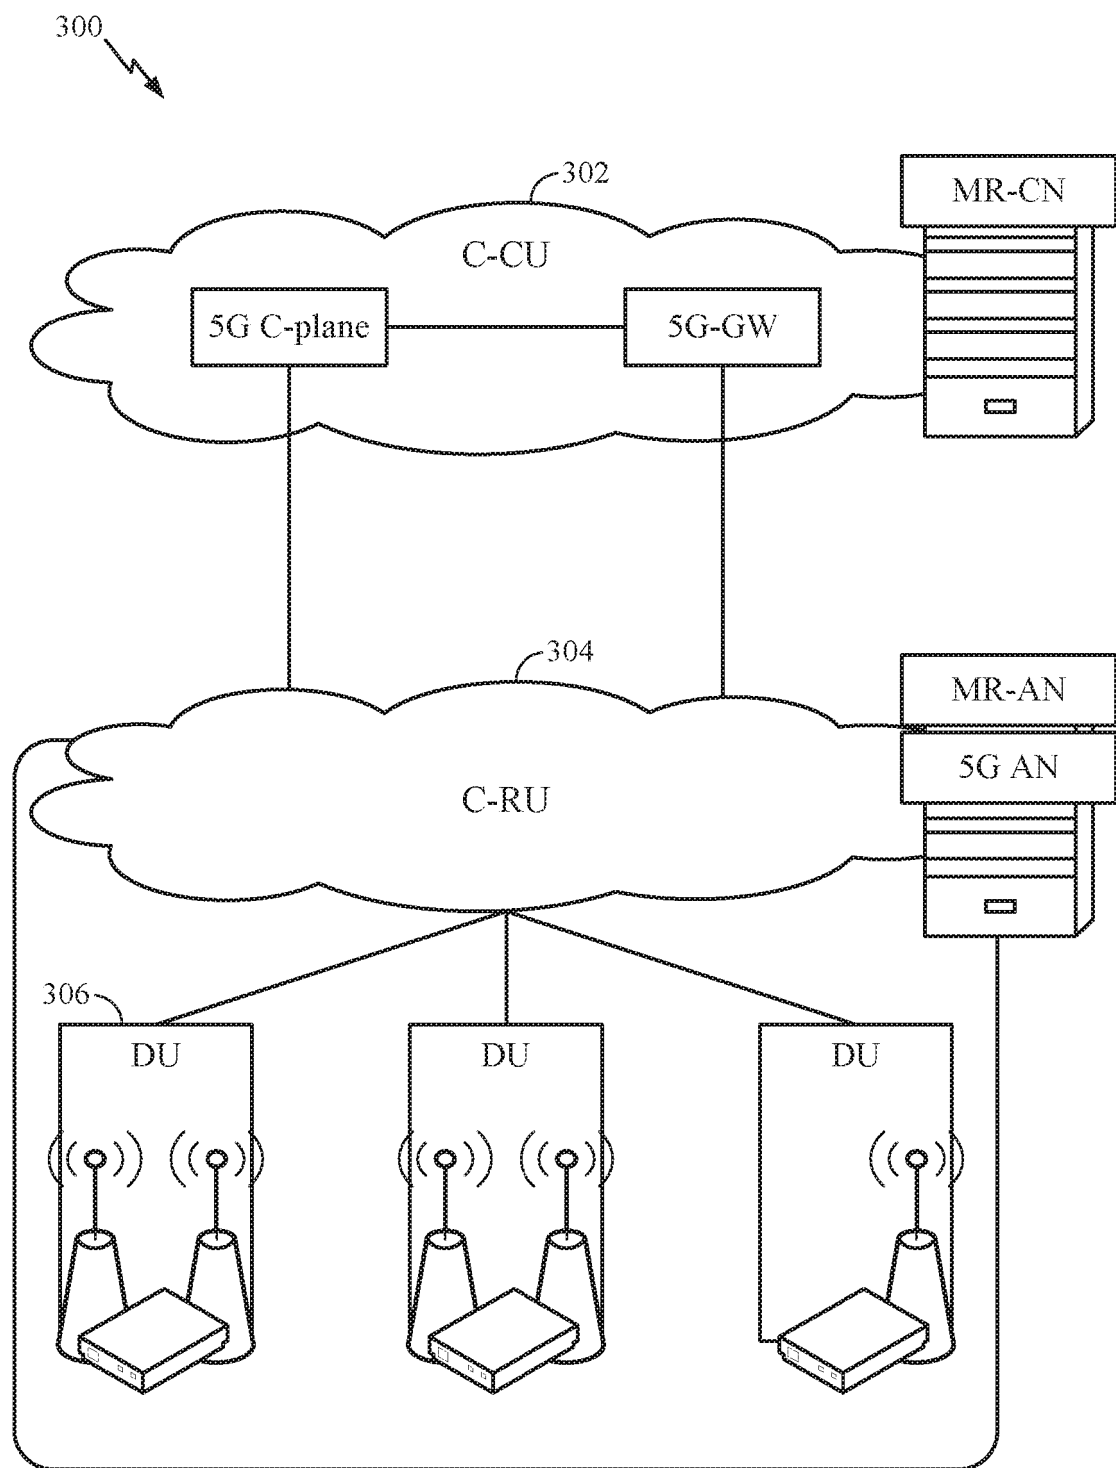 300
302
MR-CN
C-CU
5G C-plane
5G-GW
304
MR-AN
5G AN
C-RU
306
DU
DU
DU